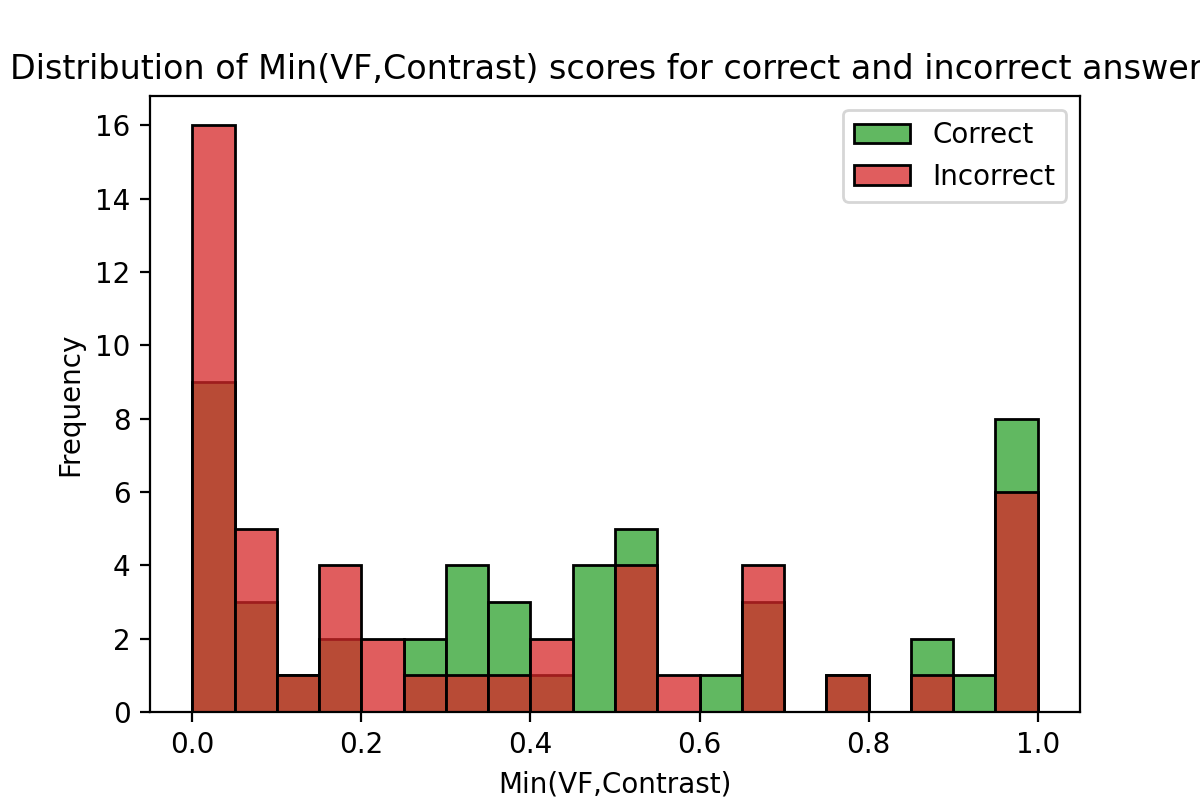 Distribution of Min(VF,Contrast) scores for correct and incorrect answer
Correct
Incorrect
Frequency
16
14
12
10
8
6
4
2
0
0.0 0.2 0.4 0.6 0.8 1.0
Min(VF,Contrast)